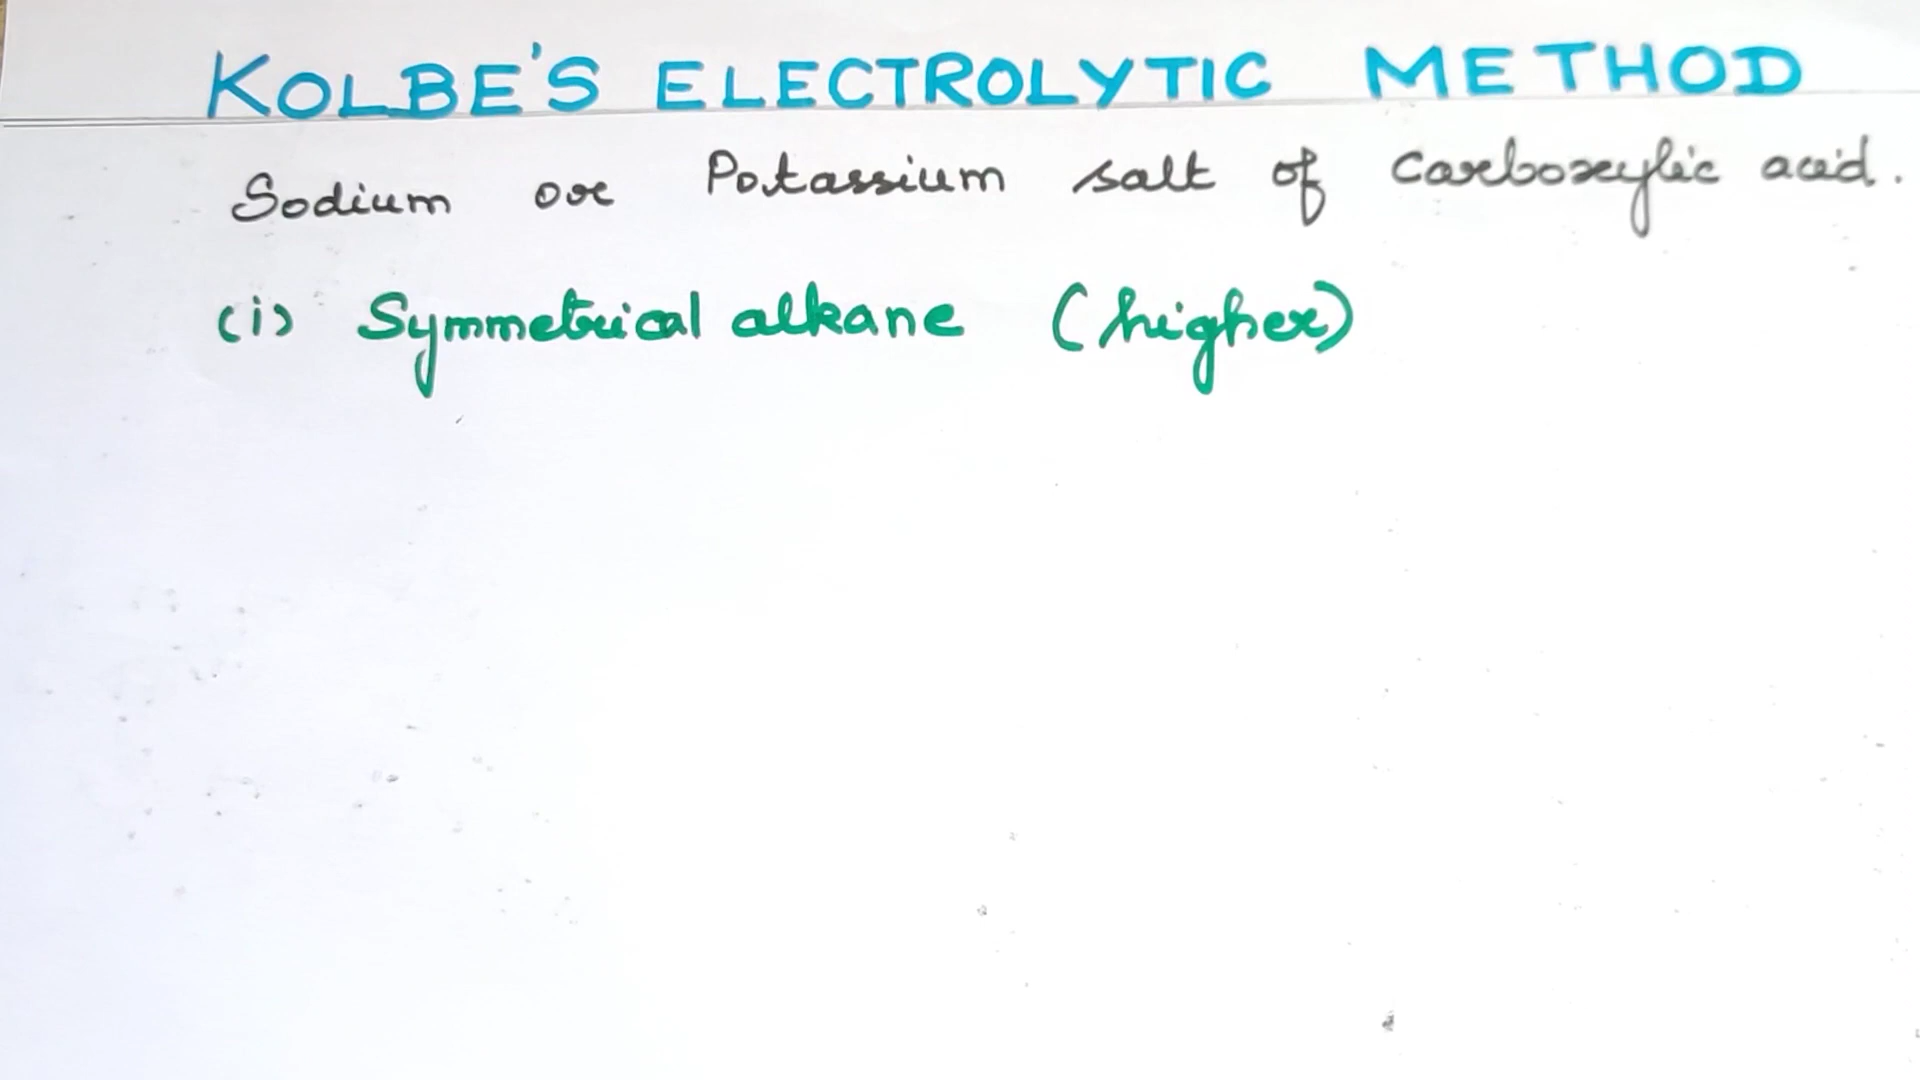 KOLBE'S ELECTROLYTIC METHOD
Sodium or Potassium salt of Carboxylic acid.
(i) Symmetrical alkane (higher)